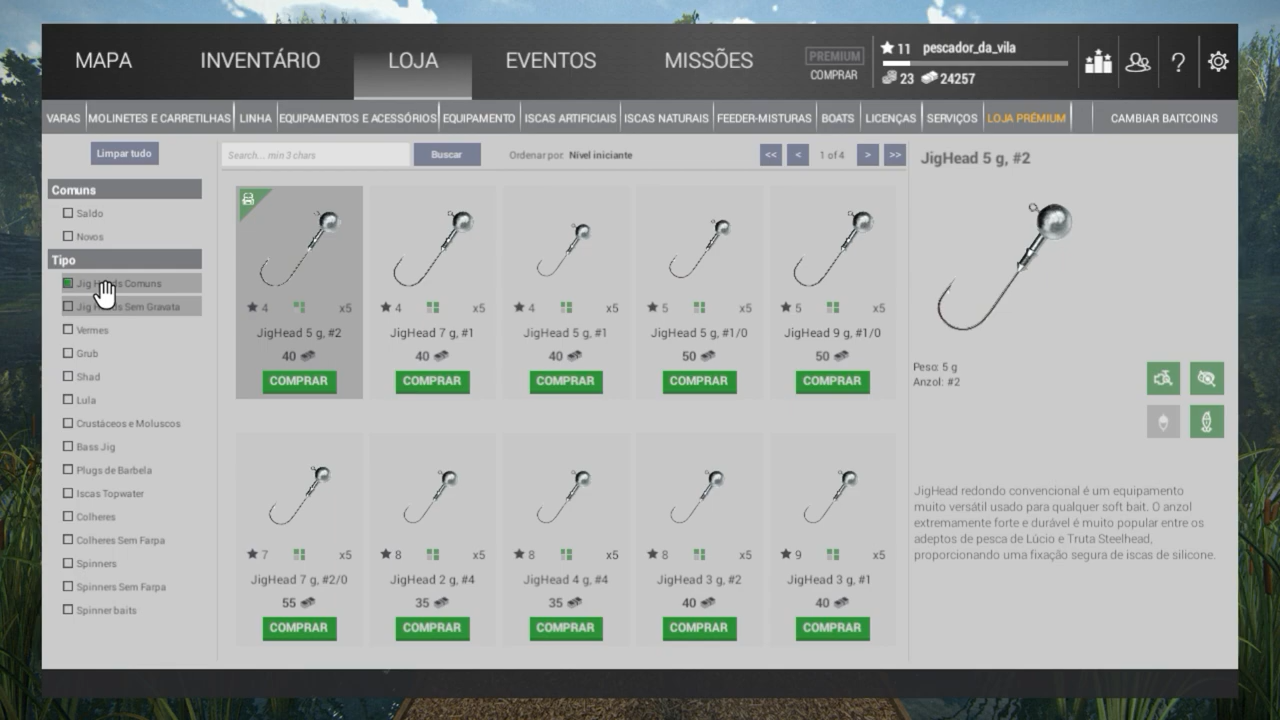 MAPA
INVENTÁRIO
LOJA
EVENTOS
MISSÕES
PREMIUM
COMPRAR
11 pescador_da_vila
23 24257
VARAS
MOLINETES E CARRETILHAS
LINHA
EQUIPAMENTOS E ACESSÓRIOS
EQUIPAMENTO
ISCAS ARTIFICIAIS
ISCAS NATURAIS
FEEDER-MISTURAS
BOATS
LICENÇAS
SERVIÇOS
LOJA PRÉMIUM
CAMBIAR BAITCOINS
Limpar tudo
Search... min 3 chars
Buscar
Ordenar por: Nível iniciante
<< < 1 of 4 > >>
Comuns
Saldo
Novos
Tipo
Jig Comuns
Jig Sem Gravata
Vermes
Grub
Shad
Lula
Crustáceos e Moluscos
Bass Jig
Plugs de Barbela
Iscas Topwater
Colheres
Colheres Sem Farpa
Spinners
Spinners Sem Farpa
Spinner baits
4 x5
JigHead 5 g, #2
40
COMPRAR
4 x5
JigHead 7 g, #1
40
COMPRAR
4 x5
JigHead 5 g, #1
40
COMPRAR
5 x5
JigHead 5 g, #1/0
50
COMPRAR
5 x5
JigHead 9 g, #1/0
50
COMPRAR
7 x5
JigHead 7 g, #2/0
55
COMPRAR
8 x5
JigHead 2 g, #4
35
COMPRAR
8 x5
JigHead 4 g, #4
35
COMPRAR
8 x5
JigHead 3 g, #2
40
COMPRAR
9 x5
JigHead 3 g, #1
40
COMPRAR
JigHead 5 g, #2
Peso: 5 g
Anzol: #2
JigHead redondo convencional é um equipamento
muito versátil usado para qualquer soft bait. O anzol
extremamente forte e durável é muito popular entre os
adeptos de pesca de Lúcio e Truta Steelhead,
proporcionando uma fixação segura de iscas de silicone.